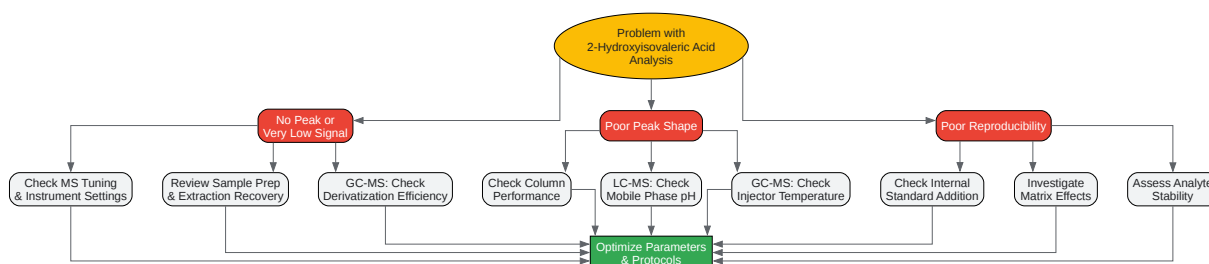 Problem with
2-Hydroxyisovaleric Acid
Analysis
No Peak or
Very Low Signal
Poor Peak Shape
Poor Reproducibility
Check MS Tuning
& Instrument Settings
Review Sample Prep
& Extraction Recovery
GC-MS: Check
Derivatization Efficiency
Check Column
Performance
LC-MS: Check
Mobile Phase pH
GC-MS: Check
Injector Temperature
Check Internal
Standard Addition
Investigate
Matrix Effects
Assess Analyte
Stability
Optimize Parameters
& Protocols